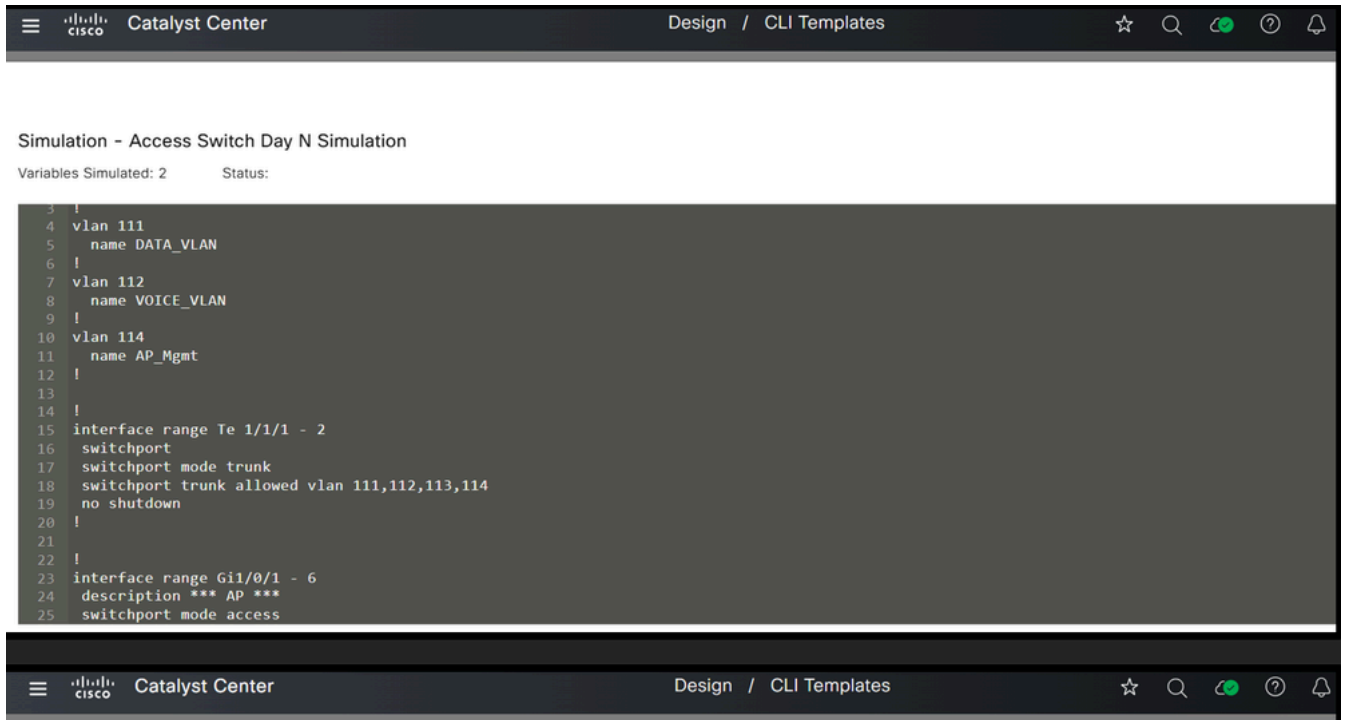 CISCO Catalyst Center Design / CLI Templates
Simulation - Access Switch Day N Simulation
Variables Simulated: 2 Status:
3 !
4 vlan 111
5 name DATA_VLAN
6 !
7 vlan 112
8 name VOICE_VLAN
9 !
10 vlan 114
11 name AP_Mgmt
12 !
13
14 !
15 interface range Te 1/1/1 - 2
16 switchport
17 switchport mode trunk
18 switchport trunk allowed vlan 111,112,113,114
19 no shutdown
20 !
21
22 !
23 interface range Gi1/0/1 - 6
24 description *** AP ***
25 switchport mode access
CISCO Catalyst Center Design / CLI Templates